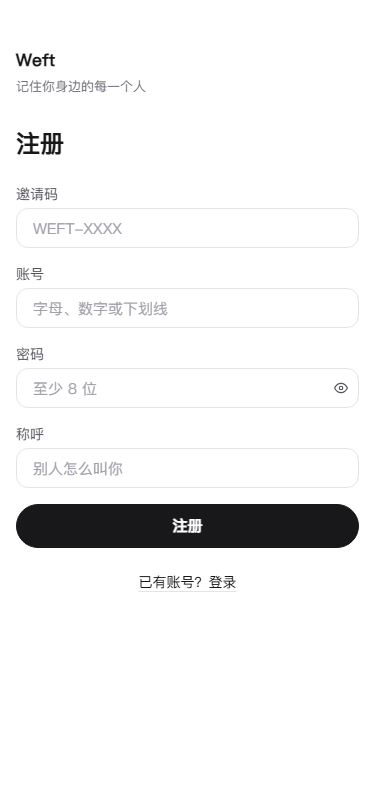 Weft
记住你身边的每一个人
注册
邀请码
WEFT-XXXX
账号
字母、数字或下划线
密码
至少 8 位
称呼
别人怎么叫你
注册
已有账号？登录